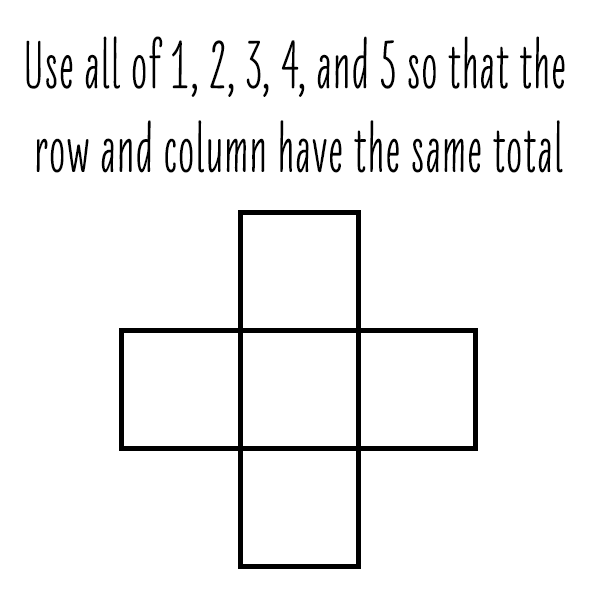 Use all of 1, 2, 3, 4, and 5 so that the
row and column have the same total